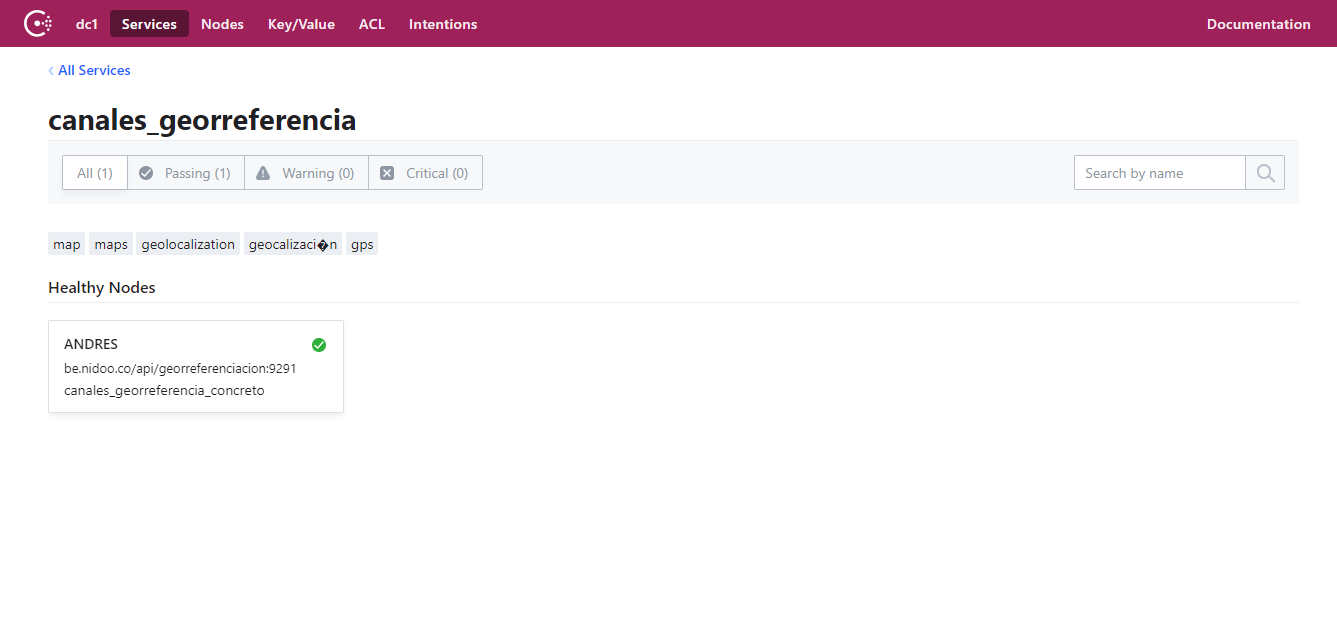 dc1 Services Nodes Key/Value ACL Intentions Documentation
‹ All Services
canales_georreferencia
All (1) Passing (1) Warning (0) Critical (0) Search by name
map maps geolocalization geocalizaci�n gps
Healthy Nodes
ANDRES
be.nidoo.co/api/georreferenciacion:9291
canales_georreferencia_concreto